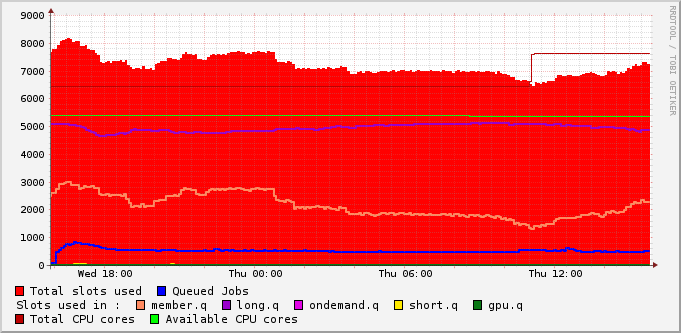 RRDTOOL / TOBI OETIKER
9000
8000
7000
6000
5000
4000
3000
2000
1000
0
Wed 18:00 Thu 00:00 Thu 06:00 Thu 12:00
Total slots used Queued Jobs
Slots used in : member.q long.q ondemand.q short.q gpu.q
Total CPU cores Available CPU cores